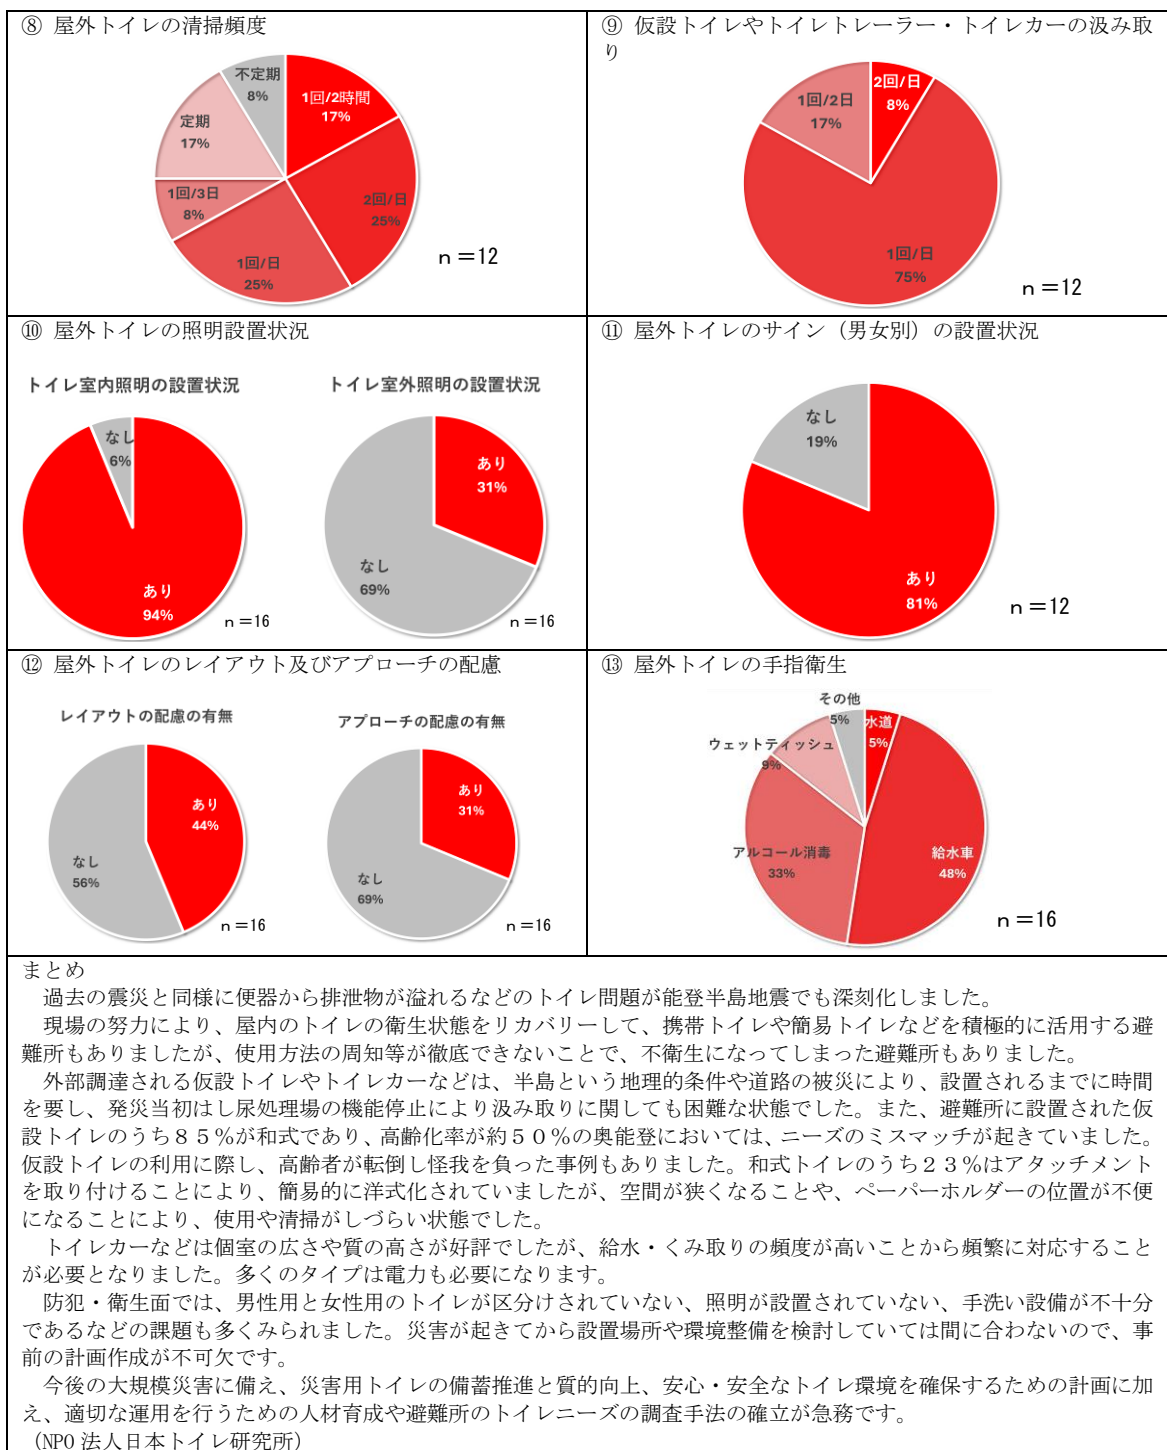 ⑧ 屋外トイレの清掃頻度
不定期
8%
1回/2時間
17%
定期
17%
1回/3日
8%
2回/日
25%
1回/日
25%
n=12
⑨ 仮設トイレやトイレトレーラー・トイレカーの汲み取
り
2回/日
8%
1回/2日
17%
1回/日
75%
n=12
⑩ 屋外トイレの照明設置状況
トイレ室内照明の設置状況
なし
6%
あり
94%
n=16
トイレ室外照明の設置状況
あり
31%
なし
69%
n=16
⑪ 屋外トイレのサイン（男女別）の設置状況
なし
19%
あり
81%
n=12
⑫ 屋外トイレのレイアウト及びアプローチの配慮
レイアウトの配慮の有無
あり
44%
なし
56%
n=16
アプローチの配慮の有無
あり
31%
なし
69%
n=16
⑬ 屋外トイレの手指衛生
その他
5%
水道
5%
ウェットティッシュ
9%
アルコール消毒
33%
給水車
48%
n=16
まとめ
過去の震災と同様に便器から排泄物が溢れるなどのトイレ問題が能登半島地震でも深刻化しました。
現場の努力により、屋内のトイレの衛生状態をリカバリーして、携帯トイレや簡易トイレなどを積極的に活用する避
難所もありましたが、使用方法の周知等が徹底できないことで、不衛生になってしまった避難所もありました。
外部調達される仮設トイレやトイレカーなどは、半島という地理的条件や道路の被災により、設置されるまでに時間
を要し、発災当初はし尿処理場の機能停止により汲み取りに関しても困難な状態でした。また、避難所に設置された仮
設トイレのうち８５％が和式であり、高齢化率が約５０％の奥能登においては、ニーズのミスマッチが起きていました。
仮設トイレの利用に際し、高齢者が転倒し怪我を負った事例もありました。和式トイレのうち２３％はアタッチメント
を取り付けることにより、簡易的に洋式化されていましたが、空間が狭くなることや、ペーパーホルダーの位置が不便
になることにより、使用や清掃がしづらい状態でした。
トイレカーなどは個室の広さや質の高さが好評でしたが、給水・くみ取りの頻度が高いことから頻繁に対応すること
が必要となりました。多くのタイプは電力も必要になります。
防犯・衛生面では、男性用と女性用のトイレが区分けされていない、照明が設置されていない、手洗い設備が不十分
であるなどの課題も多くみられました。災害が起きてから設置場所や環境整備を検討していては間に合わないので、事
前の計画作成が不可欠です。
今後の大規模災害に備え、災害用トイレの備蓄推進と質的向上、安心・安全なトイレ環境を確保するための計画に加
え、適切な運用を行うための人材育成や避難所のトイレニーズの調査手法の確立が急務です。
（NPO 法人日本トイレ研究所）